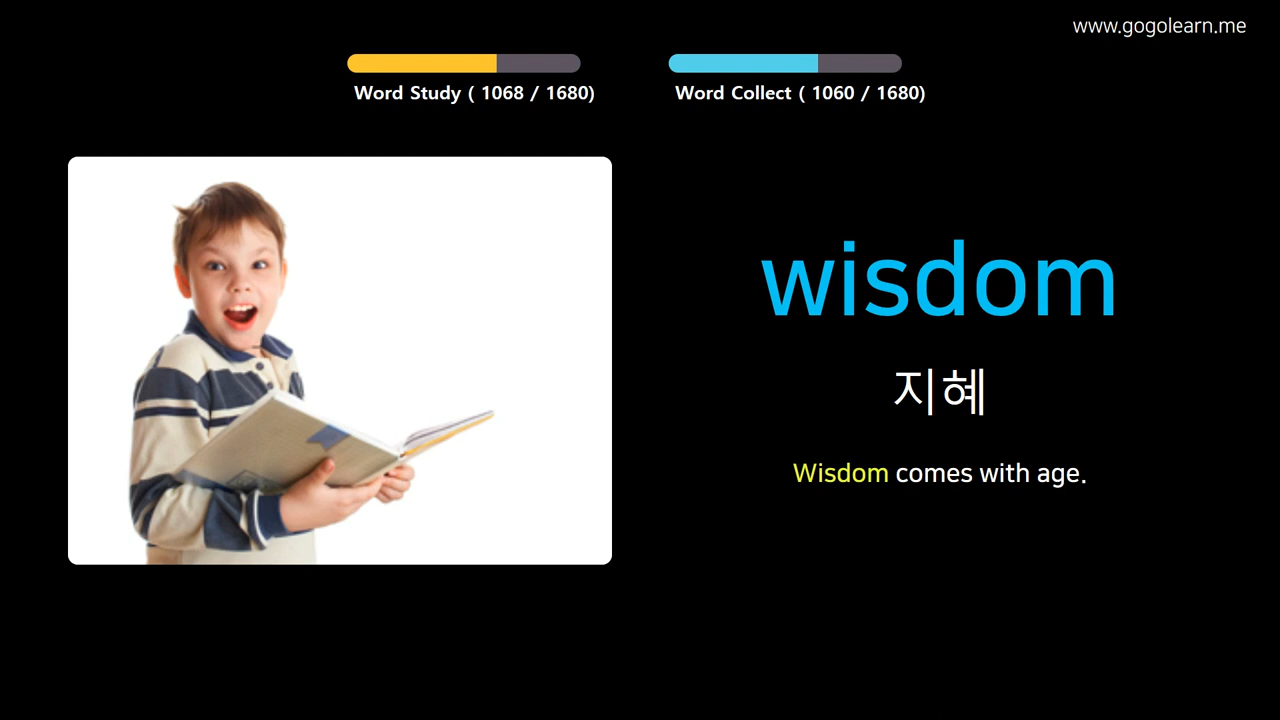 www.gogolearn.me
Word Study ( 1068 / 1680)
Word Collect ( 1060 / 1680)
wisdom
지혜
Wisdom comes with age.